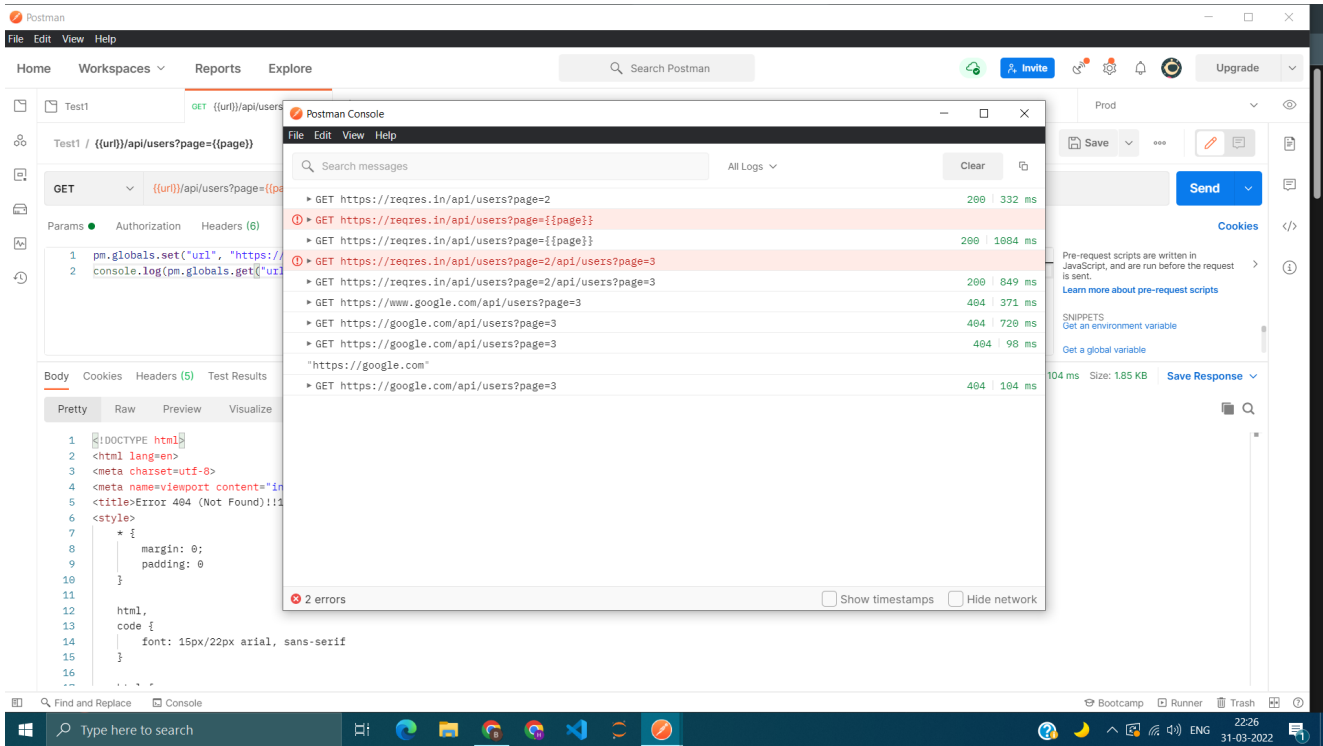 Postman
File Edit View Help
Home Workspaces Reports Explore Search Postman Invite Upgrade
Test1 GET {{url}}/api/users Prod
Test1 / {{url}}/api/users?page={{page}} Save
GET {{url}}/api/users?page={{pa Send
Params Authorization Headers (6) Cookies
1 pm.globals.set("url", "https://
2 console.log(pm.globals.get("url
Pre-request scripts are written in
JavaScript, and are run before the request
is sent.
Learn more about pre-request scripts
SNIPPETS
Get an environment variable
Get a global variable
Postman Console
File Edit View Help
Search messages All Logs Clear
GET https://reqres.in/api/users?page=2 200 332 ms
GET https://reqres.in/api/users?page={{page}}
GET https://reqres.in/api/users?page={{page}} 200 1084 ms
GET https://reqres.in/api/users?page=2/api/users?page=3
GET https://reqres.in/api/users?page=2/api/users?page=3 200 849 ms
GET https://www.google.com/api/users?page=3 404 371 ms
GET https://google.com/api/users?page=3 404 720 ms
GET https://google.com/api/users?page=3 404 98 ms
"https://google.com"
GET https://google.com/api/users?page=3 404 104 ms
2 errors Show timestamps Hide network
Body Cookies Headers (5) Test Results 104 ms Size: 1.85 KB Save Response
Pretty Raw Preview Visualize
1 <!DOCTYPE html>
2 <html lang=en>
3 <meta charset=utf-8>
4 <meta name=viewport content="in
5 <title>Error 404 (Not Found)!!1
6 <style>
7 * {
8 margin: 0;
9 padding: 0
10 }
11
12 html,
13 code {
14 font: 15px/22px arial, sans-serif
15 }
16
Find and Replace Console Bootcamp Runner Trash
Type here to search ENG 22:26
31-03-2022